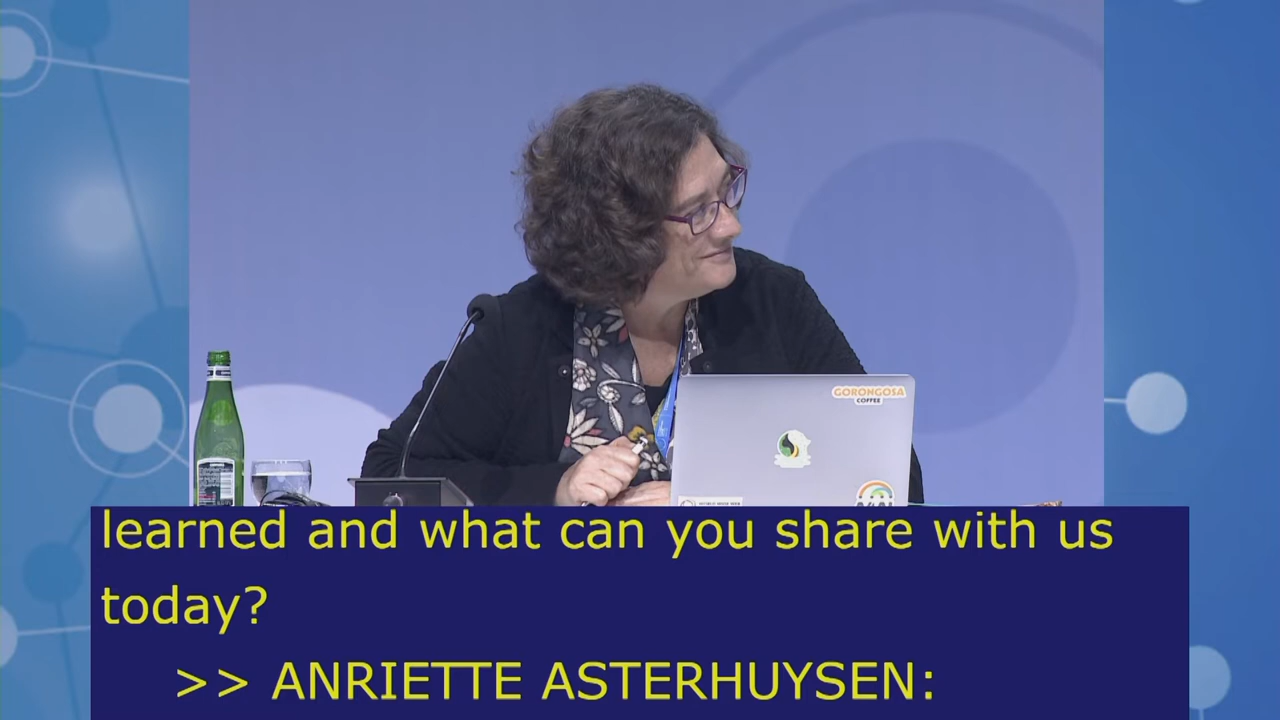 GORONGOSA
COFFEE
learned and what can you share with us
today?
>> ANRIETTE ASTERHUYSEN: